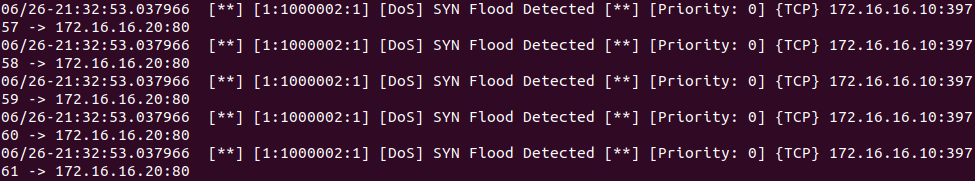 06/26-21:32:53.037966  [**] [1:1000002:1] [DoS] SYN Flood Detected [**] [Priority: 0] {TCP} 172.16.16.10:397
57 -> 172.16.16.20:80
06/26-21:32:53.037966  [**] [1:1000002:1] [DoS] SYN Flood Detected [**] [Priority: 0] {TCP} 172.16.16.10:397
58 -> 172.16.16.20:80
06/26-21:32:53.037966  [**] [1:1000002:1] [DoS] SYN Flood Detected [**] [Priority: 0] {TCP} 172.16.16.10:397
59 -> 172.16.16.20:80
06/26-21:32:53.037966  [**] [1:1000002:1] [DoS] SYN Flood Detected [**] [Priority: 0] {TCP} 172.16.16.10:397
60 -> 172.16.16.20:80
06/26-21:32:53.037966  [**] [1:1000002:1] [DoS] SYN Flood Detected [**] [Priority: 0] {TCP} 172.16.16.10:397
61 -> 172.16.16.20:80